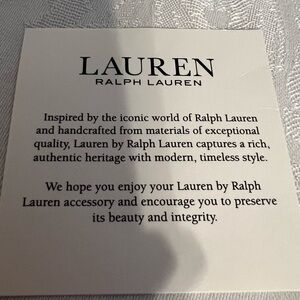 LAUREN
RALPH LAUREN
Inspired by the iconic world of Ralph Lauren
and handcrafted from materials of exceptional
quality, Lauren by Ralph Lauren captures a rich,
authentic heritage with modern, timeless style.
We hope you enjoy your Lauren by Ralph
Lauren accessory and encourage you to preserve
its beauty and integrity.